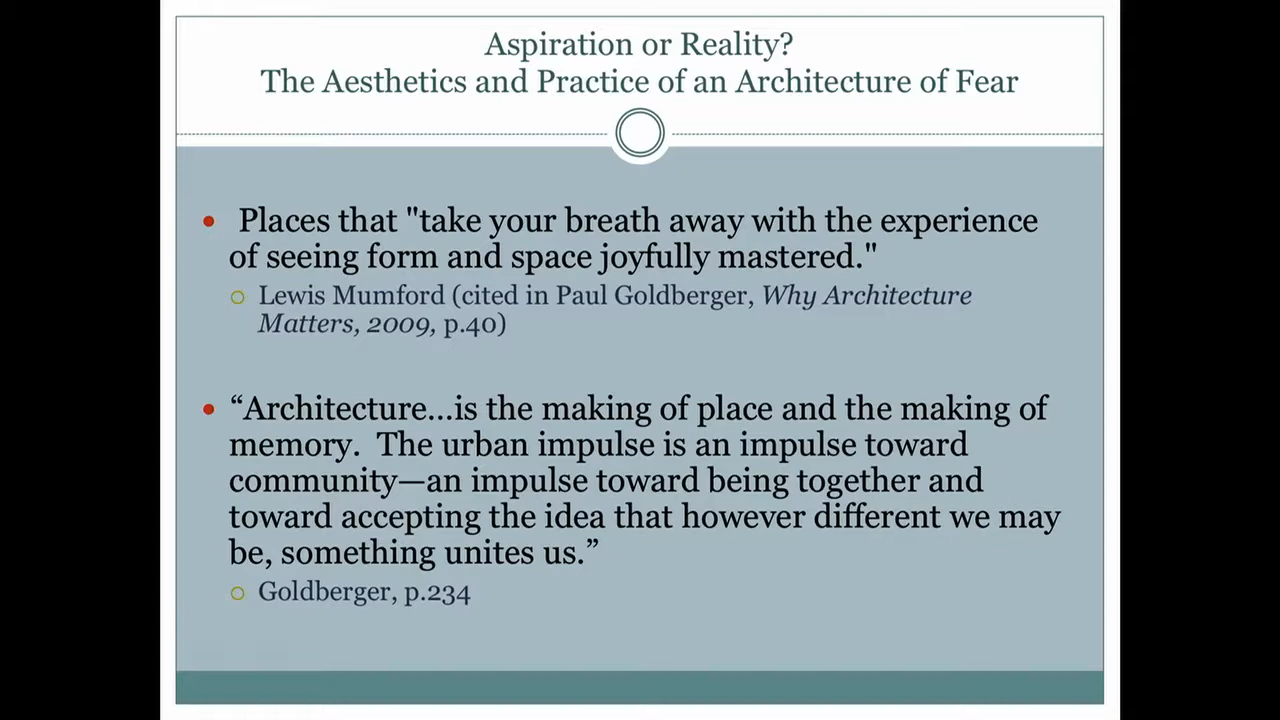 Aspiration or Reality?
The Aesthetics and Practice of an Architecture of Fear
Places that "take your breath away with the experience
of seeing form and space joyfully mastered."
Lewis Mumford (cited in Paul Goldberger, Why Architecture
Matters, 2009, p.40)
“Architecture…is the making of place and the making of
memory.  The urban impulse is an impulse toward
community—an impulse toward being together and
toward accepting the idea that however different we may
be, something unites us.”
Goldberger, p.234